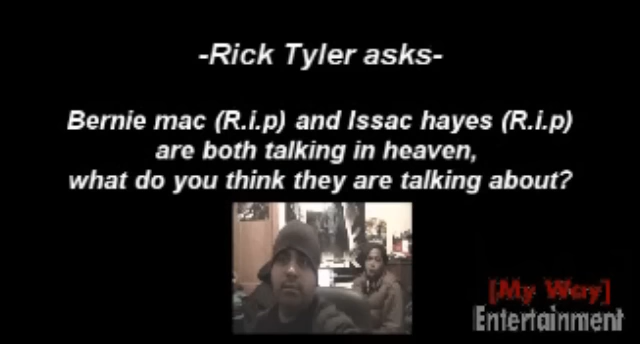 -Rick Tyler asks-
Bernie mac (R.i.p) and Issac hayes (R.i.p)
are both talking in heaven,
what do you think they are talking about?
[My Way]
Entertainment